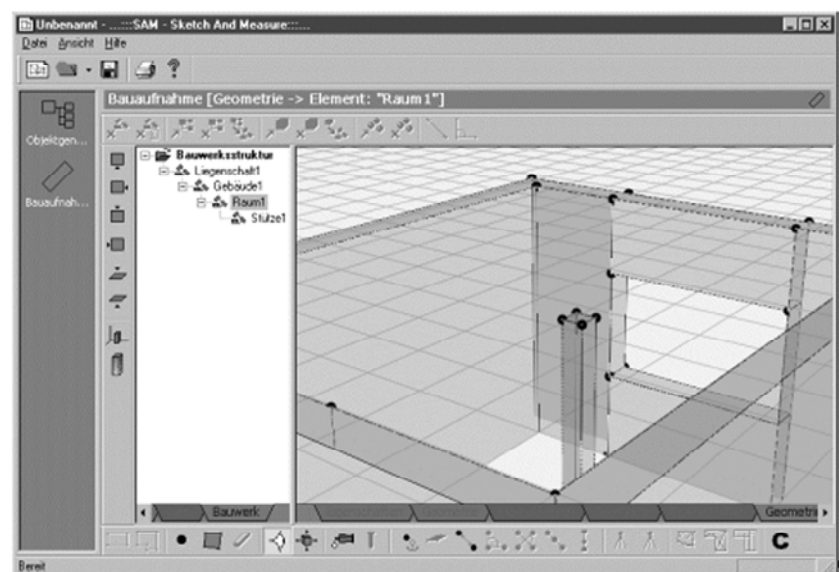 Unbenannt - ....:::SAM - Sketch And Measure:::....
Datei Ansicht Hilfe
Bauaufnahme [Geometrie -> Element: "Raum1"]
Objektgen...
Bauaufnah...
Bauwerksstruktur
Liegenschaft1
Gebäude1
Raum1
Stütze1
Bauwerk
Geometrie
C
Bereit